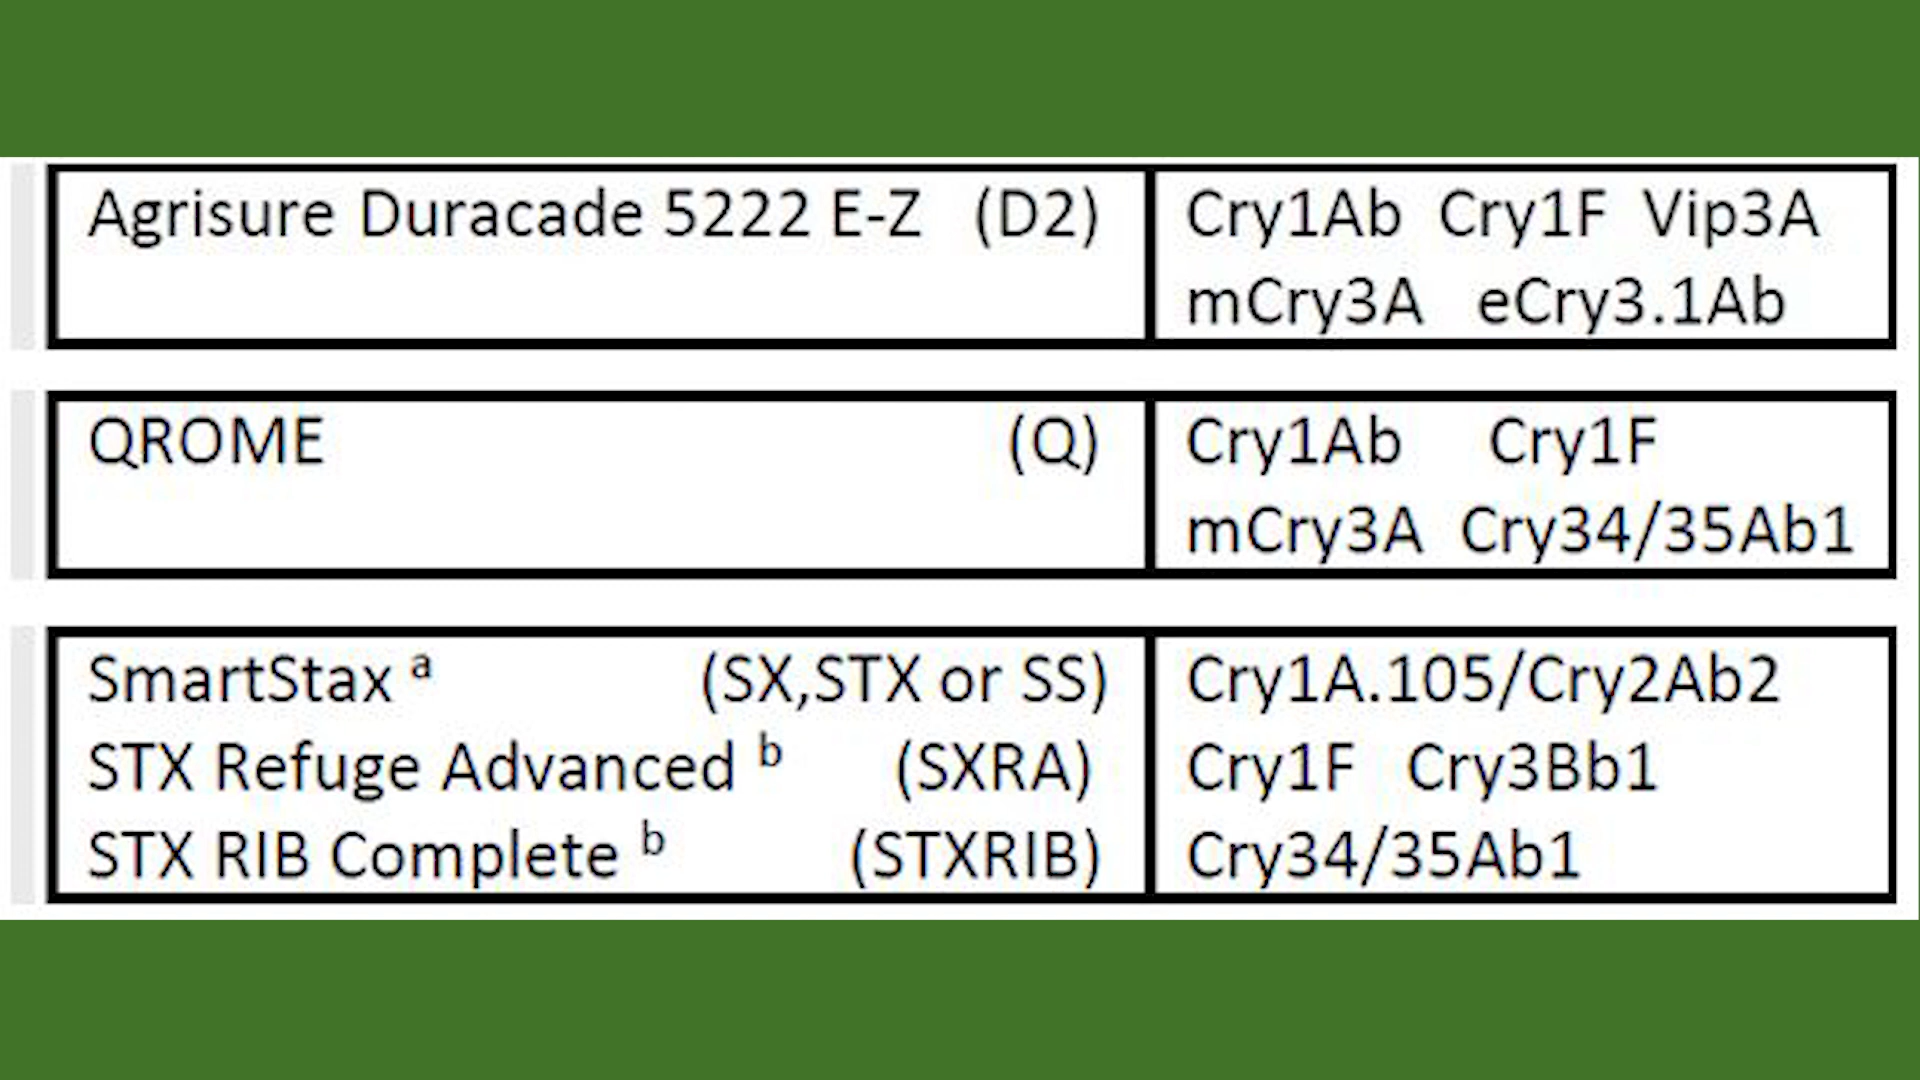 Agrisure Duracade 5222 E-Z (D2) Cry1Ab Cry1F Vip3A
mCry3A eCry3.1Ab
QROME (Q) Cry1Ab Cry1F
mCry3A Cry34/35Ab1
SmartStax a (SX,STX or SS) Cry1A.105/Cry2Ab2
STX Refuge Advanced b (SXRA) Cry1F Cry3Bb1
STX RIB Complete b (STXRIB) Cry34/35Ab1